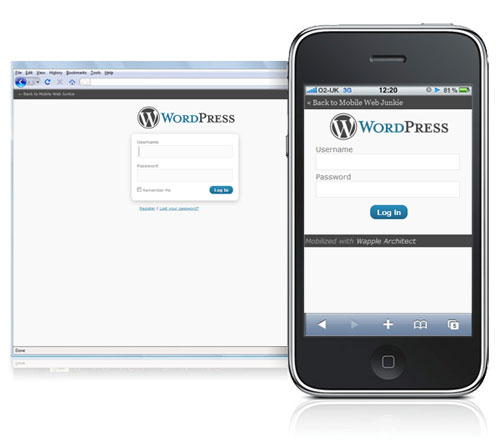 File Edit View History Bookmarks Tools Help
← Back to Mobile Web Junkie
WORDPRESS
Username
Password
Remember Me
Log In
Register | Lost your password?
Done
O2-UK 3G 12:20 81%
« Back to Mobile Web Junkie
WORDPRESS
Username
Password
Log In
Mobilized with Wapple Architect
5